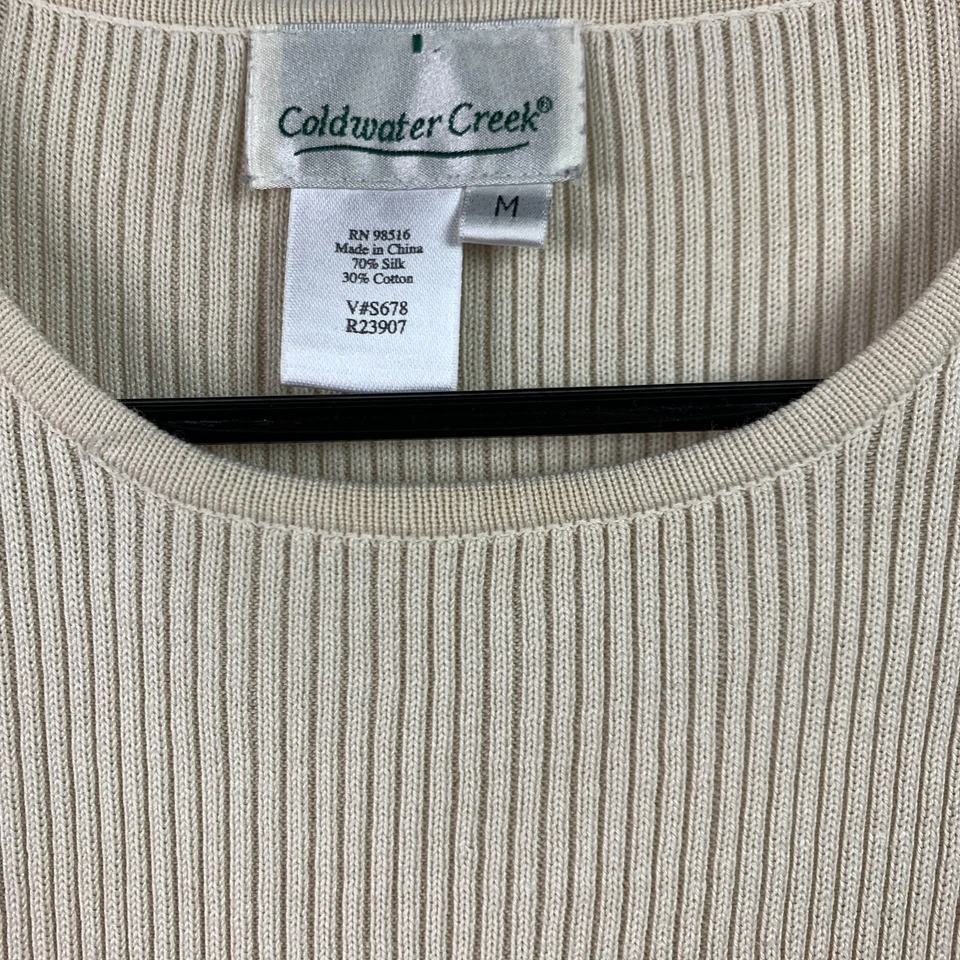 Coldwater Creek®
M
RN 98516
Made in China
70% Silk
30% Cotton
V#S678
R23907